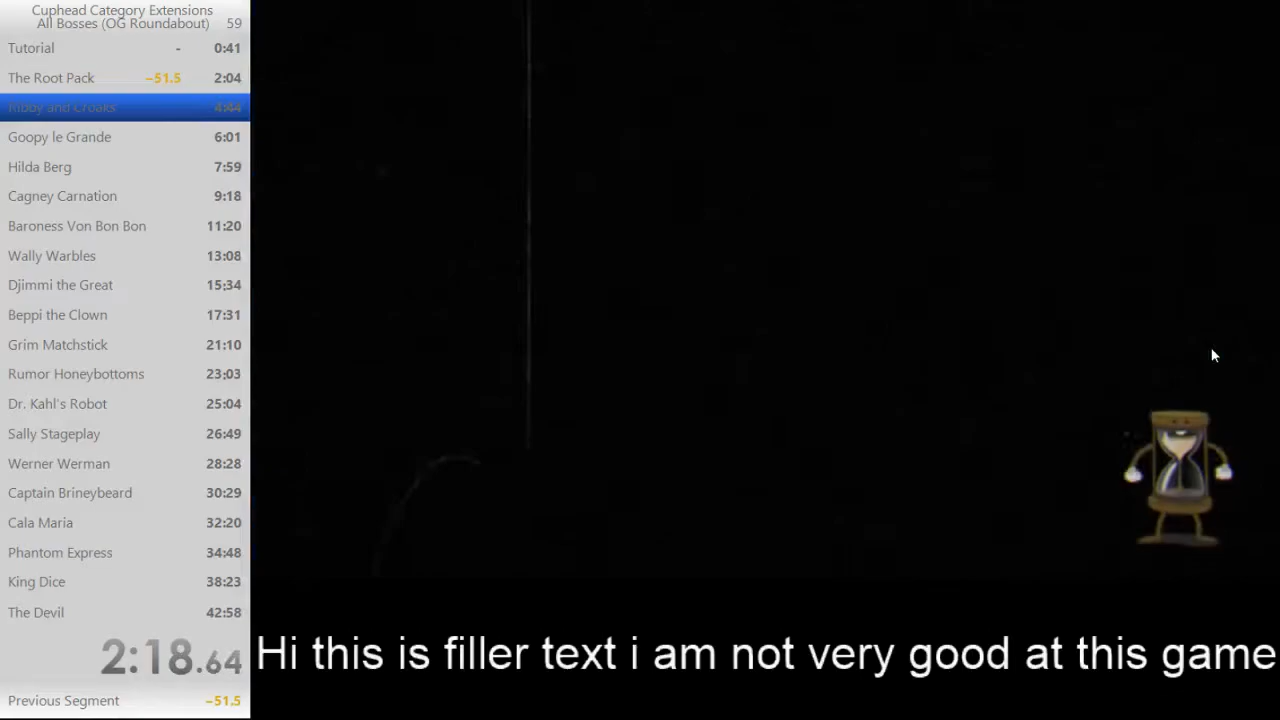 Cuphead Category Extensions
All Bosses (OG Roundabout) 59
Tutorial - 0:41
The Root Pack −51.5 2:04
Ribby and Croaks 4:44
Goopy le Grande 6:01
Hilda Berg 7:59
Cagney Carnation 9:18
Baroness Von Bon Bon 11:20
Wally Warbles 13:08
Djimmi the Great 15:34
Beppi the Clown 17:31
Grim Matchstick 21:10
Rumor Honeybottoms 23:03
Dr. Kahl's Robot 25:04
Sally Stageplay 26:49
Werner Werman 28:28
Captain Brineybeard 30:29
Cala Maria 32:20
Phantom Express 34:48
King Dice 38:23
The Devil 42:58
2:18.64
Hi this is filler text i am not very good at this game
Previous Segment −51.5